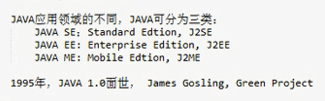 JAVA应用领域的不同，JAVA可分为三类：
JAVA SE: Standard Edtion, J2SE
JAVA EE: Enterprise Edition, J2EE
JAVA ME: Mobile Edtion, J2ME
1995年，JAVA 1.0面世， James Gosling, Green Project